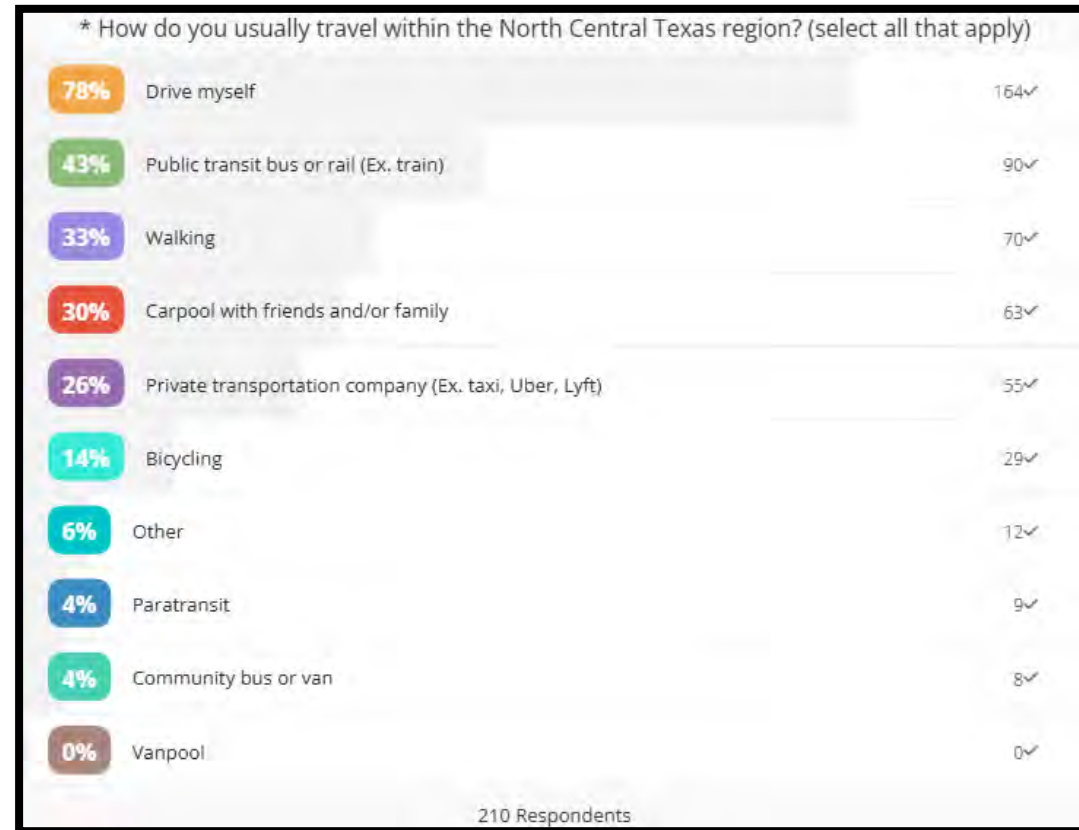 * How do you usually travel within the North Central Texas region? (select all that apply)
78% Drive myself 164✓
43% Public transit bus or rail (Ex. train) 90✓
33% Walking 70✓
30% Carpool with friends and/or family 63✓
26% Private transportation company (Ex. taxi, Uber, Lyft) 55✓
14% Bicycling 29✓
6% Other 12✓
4% Paratransit 9✓
4% Community bus or van 8✓
0% Vanpool 0✓
210 Respondents